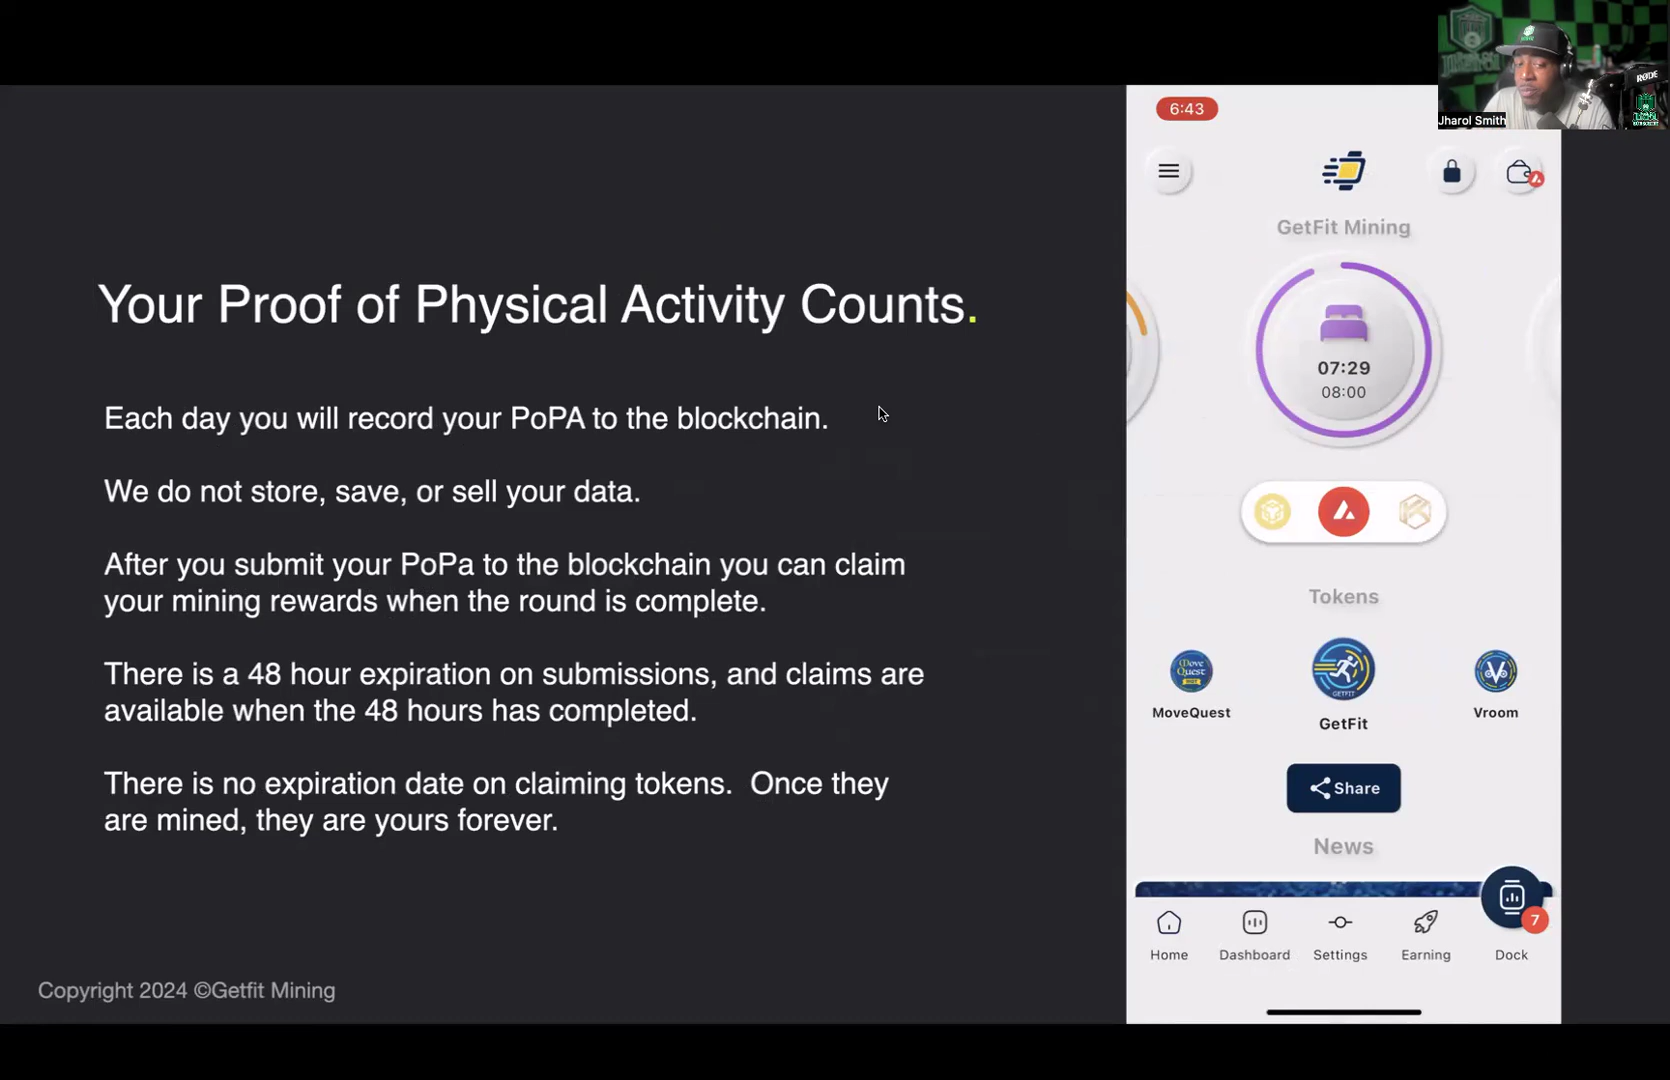 Your Proof of Physical Activity Counts.
Each day you will record your PoPA to the blockchain.
We do not store, save, or sell your data.
After you submit your PoPa to the blockchain you can claim
your mining rewards when the round is complete.
There is a 48 hour expiration on submissions, and claims are
available when the 48 hours has completed.
There is no expiration date on claiming tokens.  Once they
are mined, they are yours forever.
Copyright 2024 ©Getfit Mining
6:43
GetFit Mining
07:29
08:00
Tokens
Move
Quest
GETFIT
MoveQuest
GetFit
Vroom
Share
News
7
Home
Dashboard
Settings
Earning
Dock
RØDE
Jharol Smith